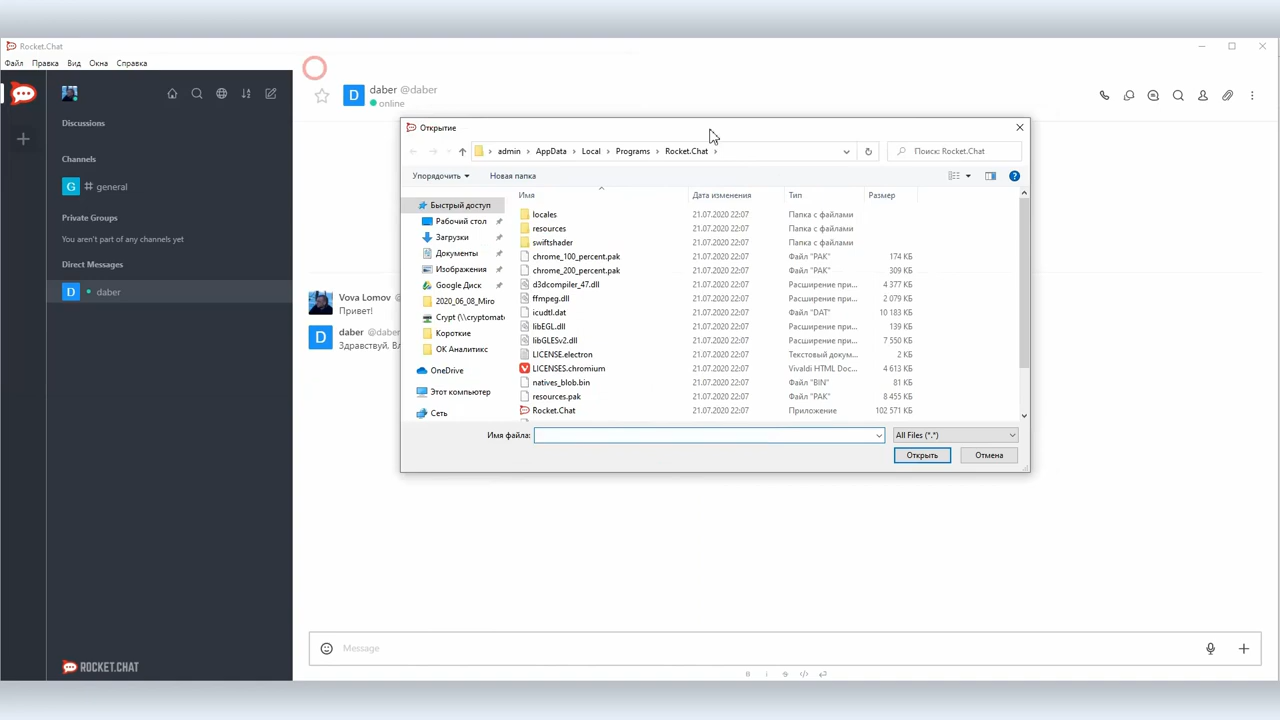 Rocket.Chat
Файл Правка Вид Окна Справка
Discussions
Channels
G # general
Private Groups
You aren't part of any channels yet
Direct Messages
D daber
ROCKET.CHAT
D daber @daber
online
Vova Lomov
Привет!
D daber @daber
Здравствуй,
Message
Открытие
admin AppData Local Programs Rocket.Chat
Поиск: Rocket.Chat
Упорядочить Новая папка
Быстрый доступ
Рабочий стол
Загрузки
Документы
Изображения
Google Диск
2020_06_08_Miro
Crypt (\\cryptomat
Короткие
ОК Аналитикс
OneDrive
Этот компьютер
Сеть
Имя Дата изменения Тип Размер
locales 21.07.2020 22:07 Папка с файлами
resources 21.07.2020 22:07 Папка с файлами
swiftshader 21.07.2020 22:07 Папка с файлами
chrome_100_percent.pak 21.07.2020 22:07 Файл "PAK" 174 КБ
chrome_200_percent.pak 21.07.2020 22:07 Файл "PAK" 309 КБ
d3dcompiler_47.dll 21.07.2020 22:07 Расширение при... 4 377 КБ
ffmpeg.dll 21.07.2020 22:07 Расширение при... 2 079 КБ
icudtl.dat 21.07.2020 22:07 Файл "DAT" 10 183 КБ
libEGL.dll 21.07.2020 22:07 Расширение при... 139 КБ
libGLESv2.dll 21.07.2020 22:07 Расширение при... 7 550 КБ
LICENSE.electron 21.07.2020 22:07 Текстовый докум... 2 КБ
LICENSES.chromium 21.07.2020 22:07 Vivaldi HTML Doc... 4 613 КБ
natives_blob.bin 21.07.2020 22:07 Файл "BIN" 81 КБ
resources.pak 21.07.2020 22:07 Файл "PAK" 8 455 КБ
Rocket.Chat 21.07.2020 22:07 Приложение 102 571 КБ
Имя файла: All Files (*.*)
Открыть Отмена